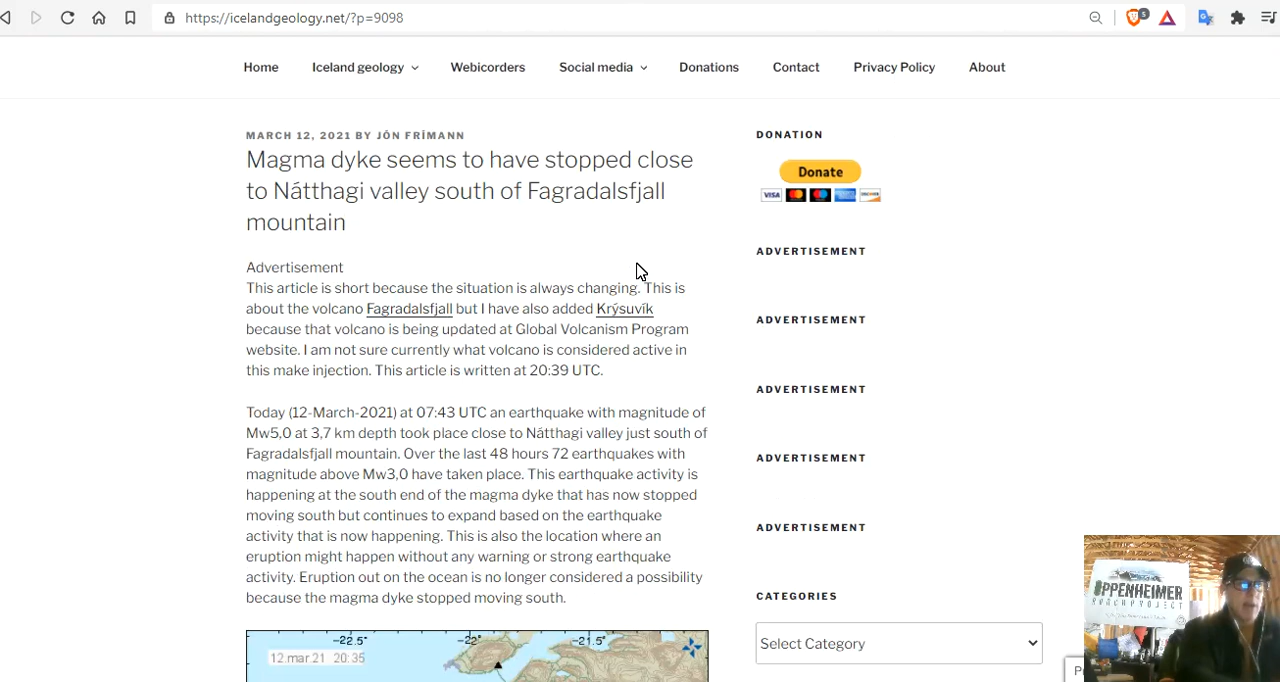 https://icelandgeology.net/?p=9098
5
Home
Iceland geology
Webicorders
Social media
Donations
Contact
Privacy Policy
About
MARCH 12, 2021 BY JÓN FRÍMANN
Magma dyke seems to have stopped close
to Nátthagi valley south of Fagradalsfjall
mountain
Advertisement
This article is short because the situation is always changing. This is
about the volcano Fagradalsfjall but I have also added Krýsuvík
because that volcano is being updated at Global Volcanism Program
website. I am not sure currently what volcano is considered active in
this make injection. This article is written at 20:39 UTC.
Today (12-March-2021) at 07:43 UTC an earthquake with magnitude of
Mw5,0 at 3,7 km depth took place close to Nátthagi valley just south of
Fagradalsfjall mountain. Over the last 48 hours 72 earthquakes with
magnitude above Mw3,0 have taken place. This earthquake activity is
happening at the south end of the magma dyke that has now stopped
moving south but continues to expand based on the earthquake
activity that is now happening. This is also the location where an
eruption might happen without any warning or strong earthquake
activity. Eruption out on the ocean is no longer considered a possibility
because the magma dyke stopped moving south.
-22.5°
-22°
-21.5°
12.mar.21 20:35
DONATION
Donate
VISA
DISCOVER
ADVERTISEMENT
ADVERTISEMENT
ADVERTISEMENT
ADVERTISEMENT
ADVERTISEMENT
CATEGORIES
Select Category
OPPENHEIMER
RANCH PROJECT